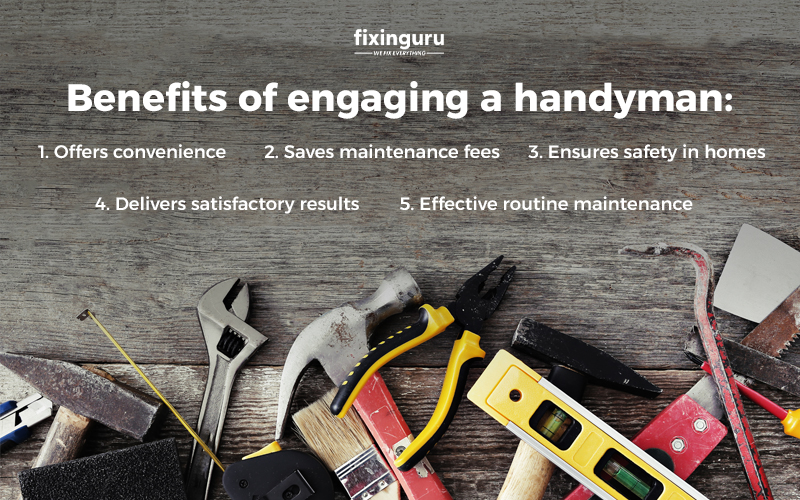 fixinguru
WE FIX EVERYTHING
Benefits of engaging a handyman:
1. Offers convenience 2. Saves maintenance fees 3. Ensures safety in homes
4. Delivers satisfactory results 5. Effective routine maintenance